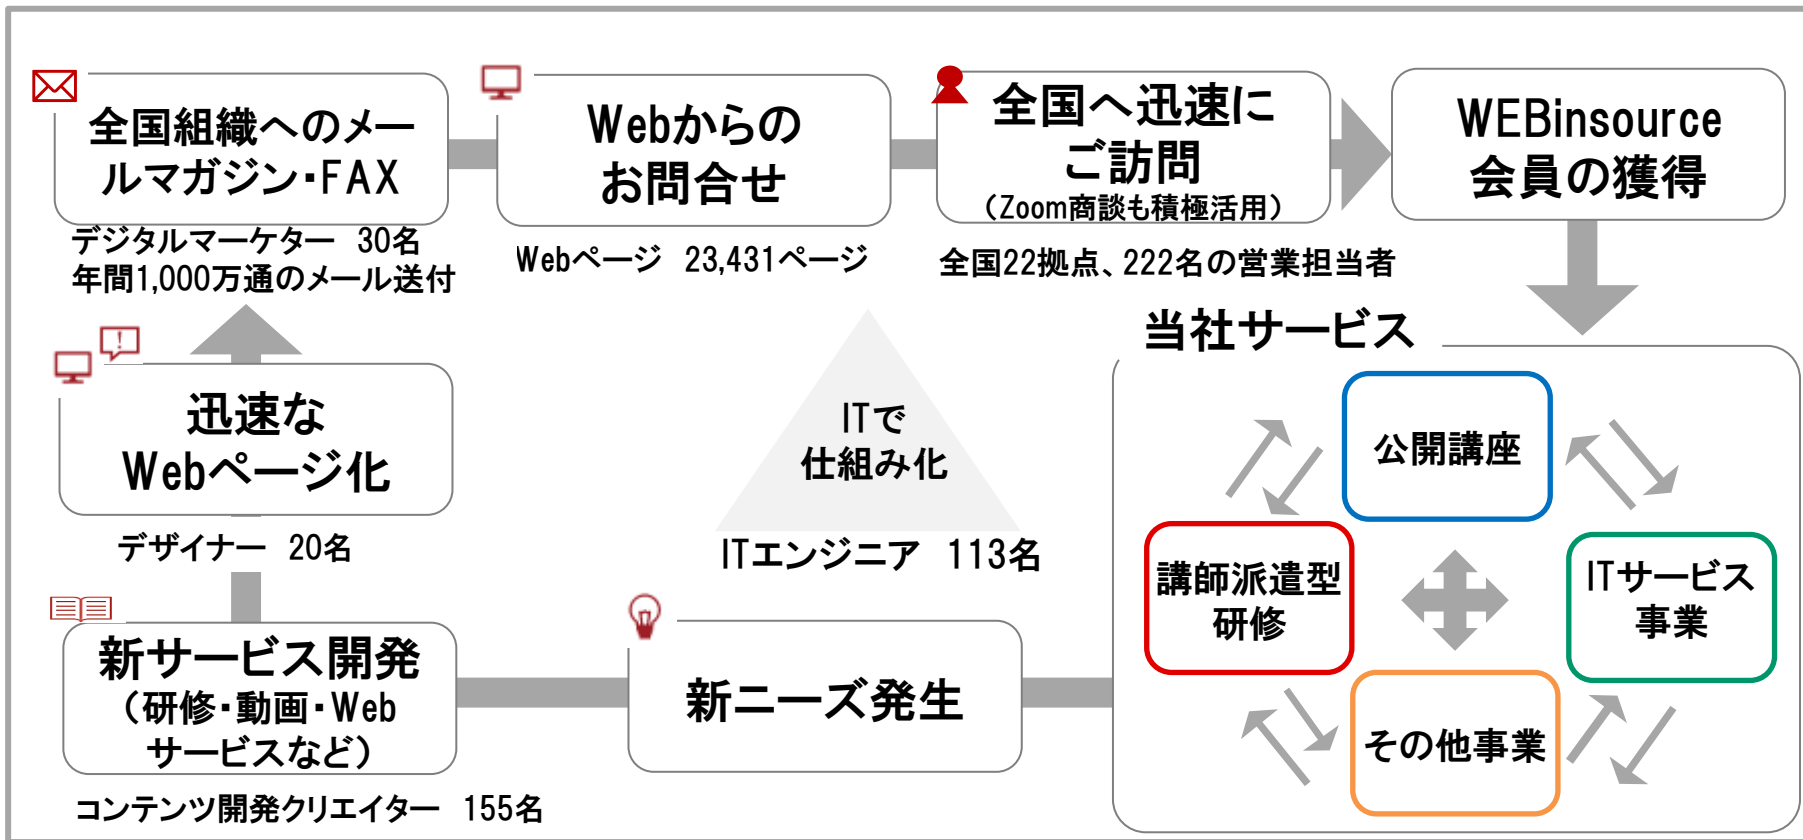 全国組織へのメー
ルマガジン・FAX
デジタルマーケター 30名
年間1,000万通のメール送付
Webからの
お問合せ
Webページ 23,431ページ
全国へ迅速に
ご訪問
（Zoom商談も積極活用）
全国22拠点、222名の営業担当者
WEBinsource
会員の獲得
当社サービス
公開講座
講師派遣型
研修
ITサービス
事業
その他事業
ITで
仕組み化
ITエンジニア 113名
迅速な
Webページ化
デザイナー 20名
新サービス開発
（研修・動画・Web
サービスなど）
コンテンツ開発クリエイター 155名
新ニーズ発生